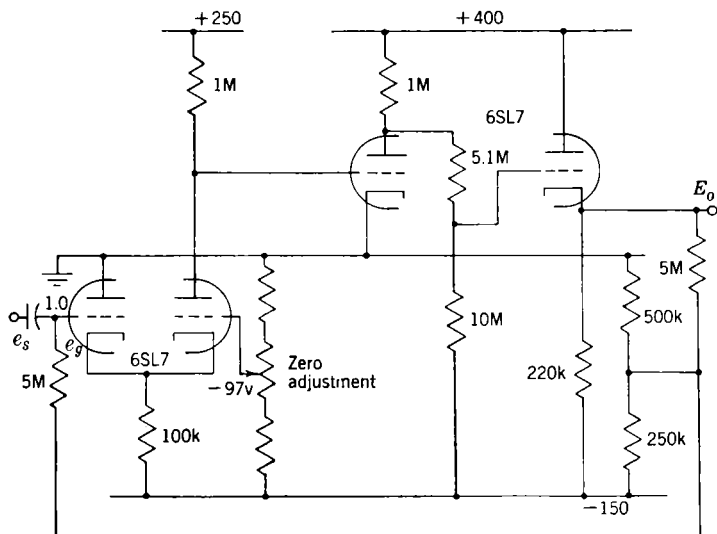 +250
+400
1M
1M
6SL7
5.1M
E_o
5M
1.0
e_s
e_g
6SL7
10M
500k
5M
Zero
adjustment
−97v
220k
100k
250k
−150